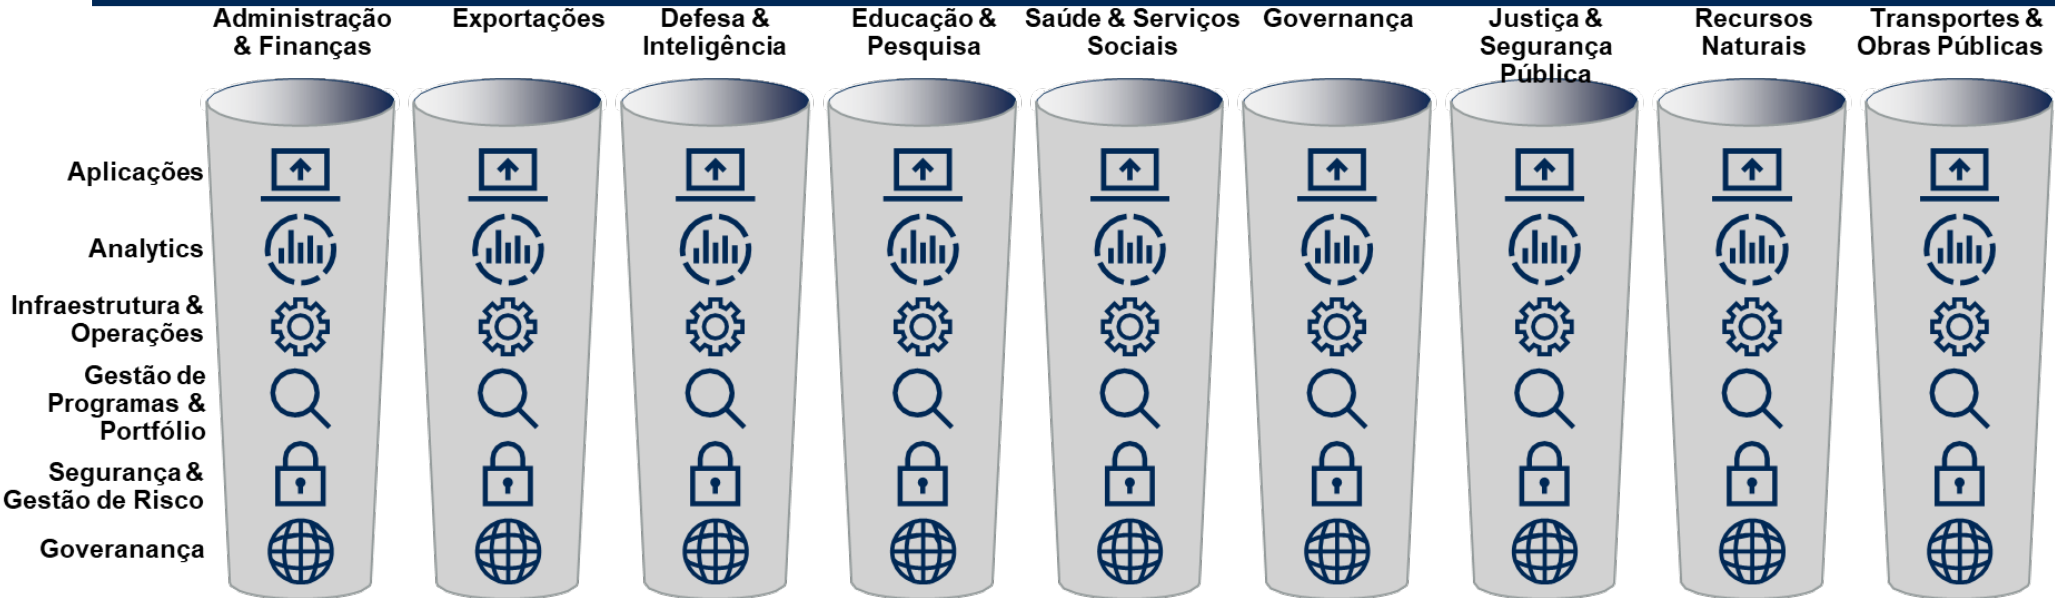 Administração
& Finanças
Exportações
Defesa &
Inteligência
Educação &
Pesquisa
Saúde & Serviços
Sociais
Governança
Justiça &
Segurança
Pública
Recursos
Naturais
Transportes &
Obras Públicas
Aplicações
Analytics
Infraestrutura &
Operações
Gestão de
Programas &
Portfólio
Segurança &
Gestão de Risco
Goveranança